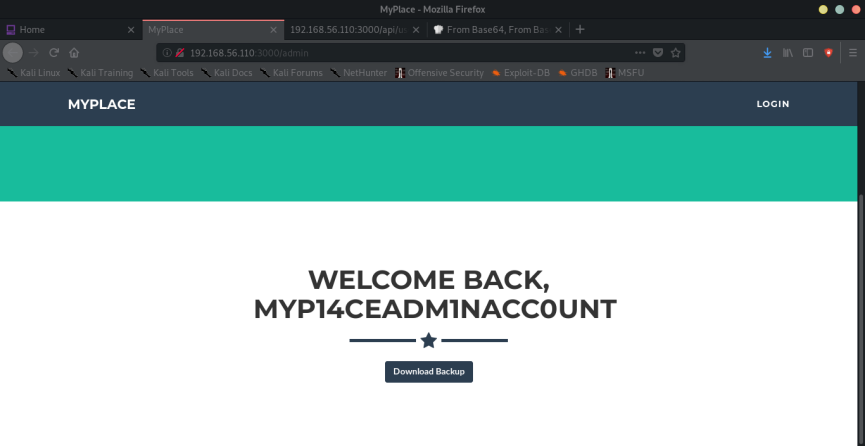 MyPlace - Mozilla Firefox
Home
MyPlace
192.168.56.110:3000/api/u
From Base64, From Bas
192.168.56.110:3000/admin
Kali Linux Kali Training Kali Tools Kali Docs Kali Forums NetHunter Offensive Security Exploit-DB GHDB MSFU
MYPLACE
LOGIN
WELCOME BACK,
MYP14CEADM1NACC0UNT
Download Backup